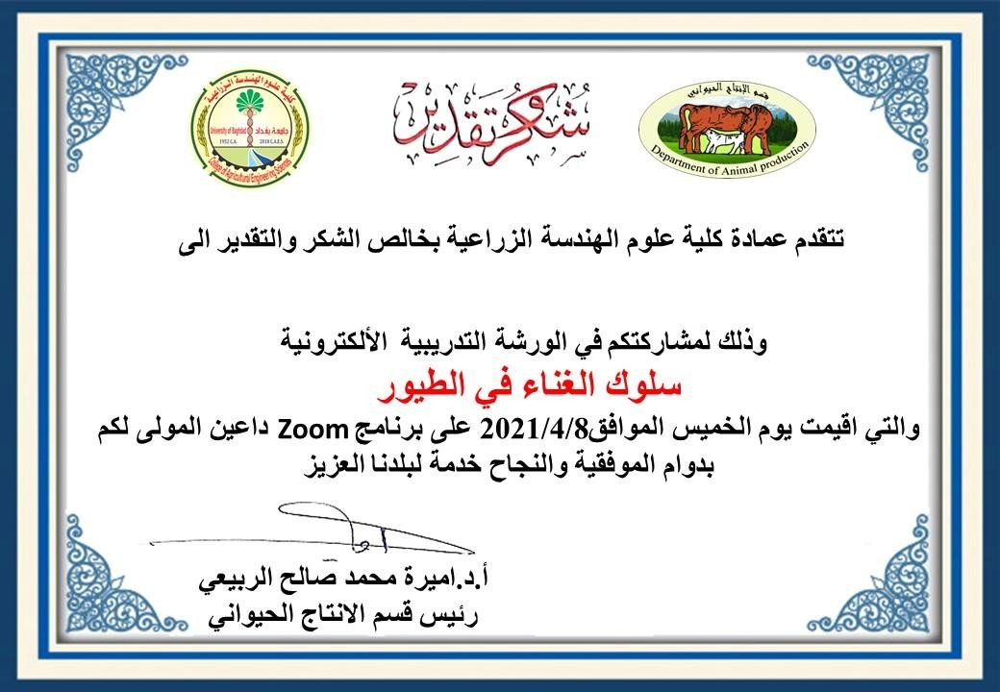 كلية علوم الهندسة الزراعية
University of Baghdad
جامعة بغداد
1952 C.A.
2018 C.A.E.S.
College of Agricultural Engineering Sciences
شكر وتقدير
قسم الإنتاج الحيواني
Department of Animal production
تتقدم عمادة كلية علوم الهندسة الزراعية بخالص الشكر والتقدير الى
وذلك لمشاركتكم في الورشة التدريبية الألكترونية
سلوك الغناء في الطيور
والتي اقيمت يوم الخميس الموافق2021/4/8 على برنامج Zoom داعين المولى لكم
بدوام الموفقية والنجاح خدمة لبلدنا العزيز
أ.د.اميرة محمد صالح الربيعي
رئيس قسم الانتاج الحيواني